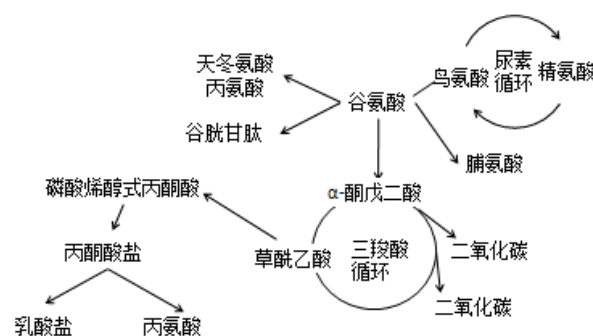 天冬氨酸
丙氨酸
谷胱甘肽
谷氨酸
鸟氨酸
尿素
循环
精氨酸
脯氨酸
磷酸烯醇式丙酮酸
α-酮戊二酸
丙酮酸盐
草酰乙酸
三羧酸
循环
二氧化碳
二氧化碳
乳酸盐
丙氨酸